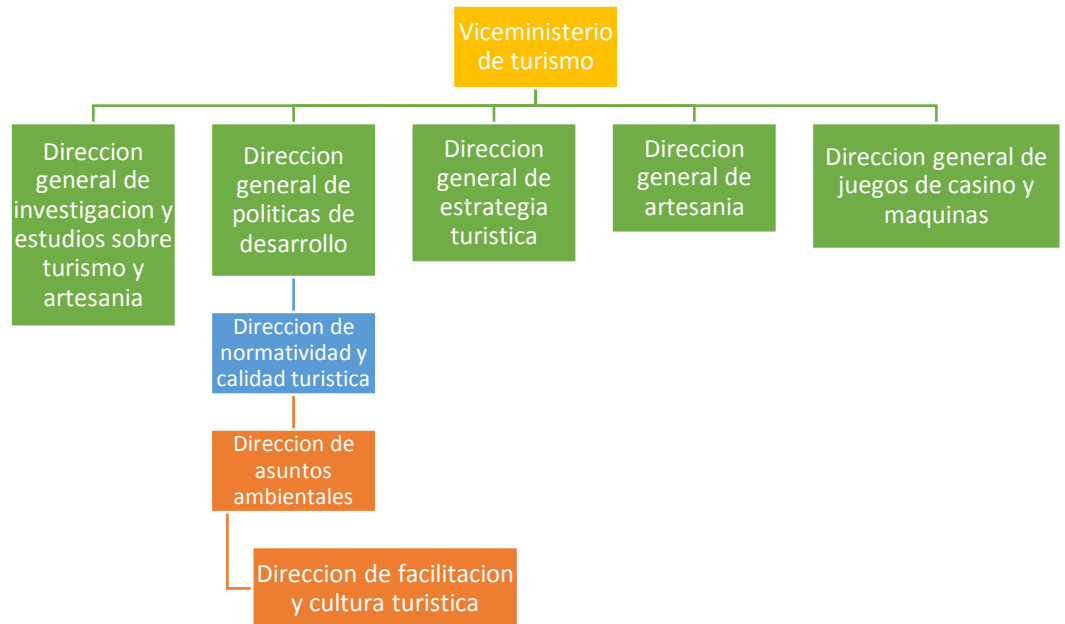 Viceministerio
de turismo
Direccion
general de
investigacion y
estudios sobre
turismo y
artesania
Direccion
general de
politicas de
desarrollo
Direccion
general de
estrategia
turistica
Direccion
general de
artesania
Direccion general de
juegos de casino y
maquinas
Direccion de
normatividad y
calidad turistica
Direccion de
asuntos
ambientales
Direccion de facilitacion
y cultura turistica